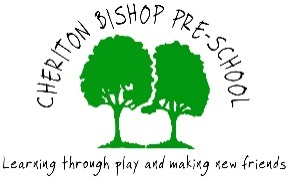 CHERITON BISHOP PRE-SCHOOL
Learning through play and making new friends